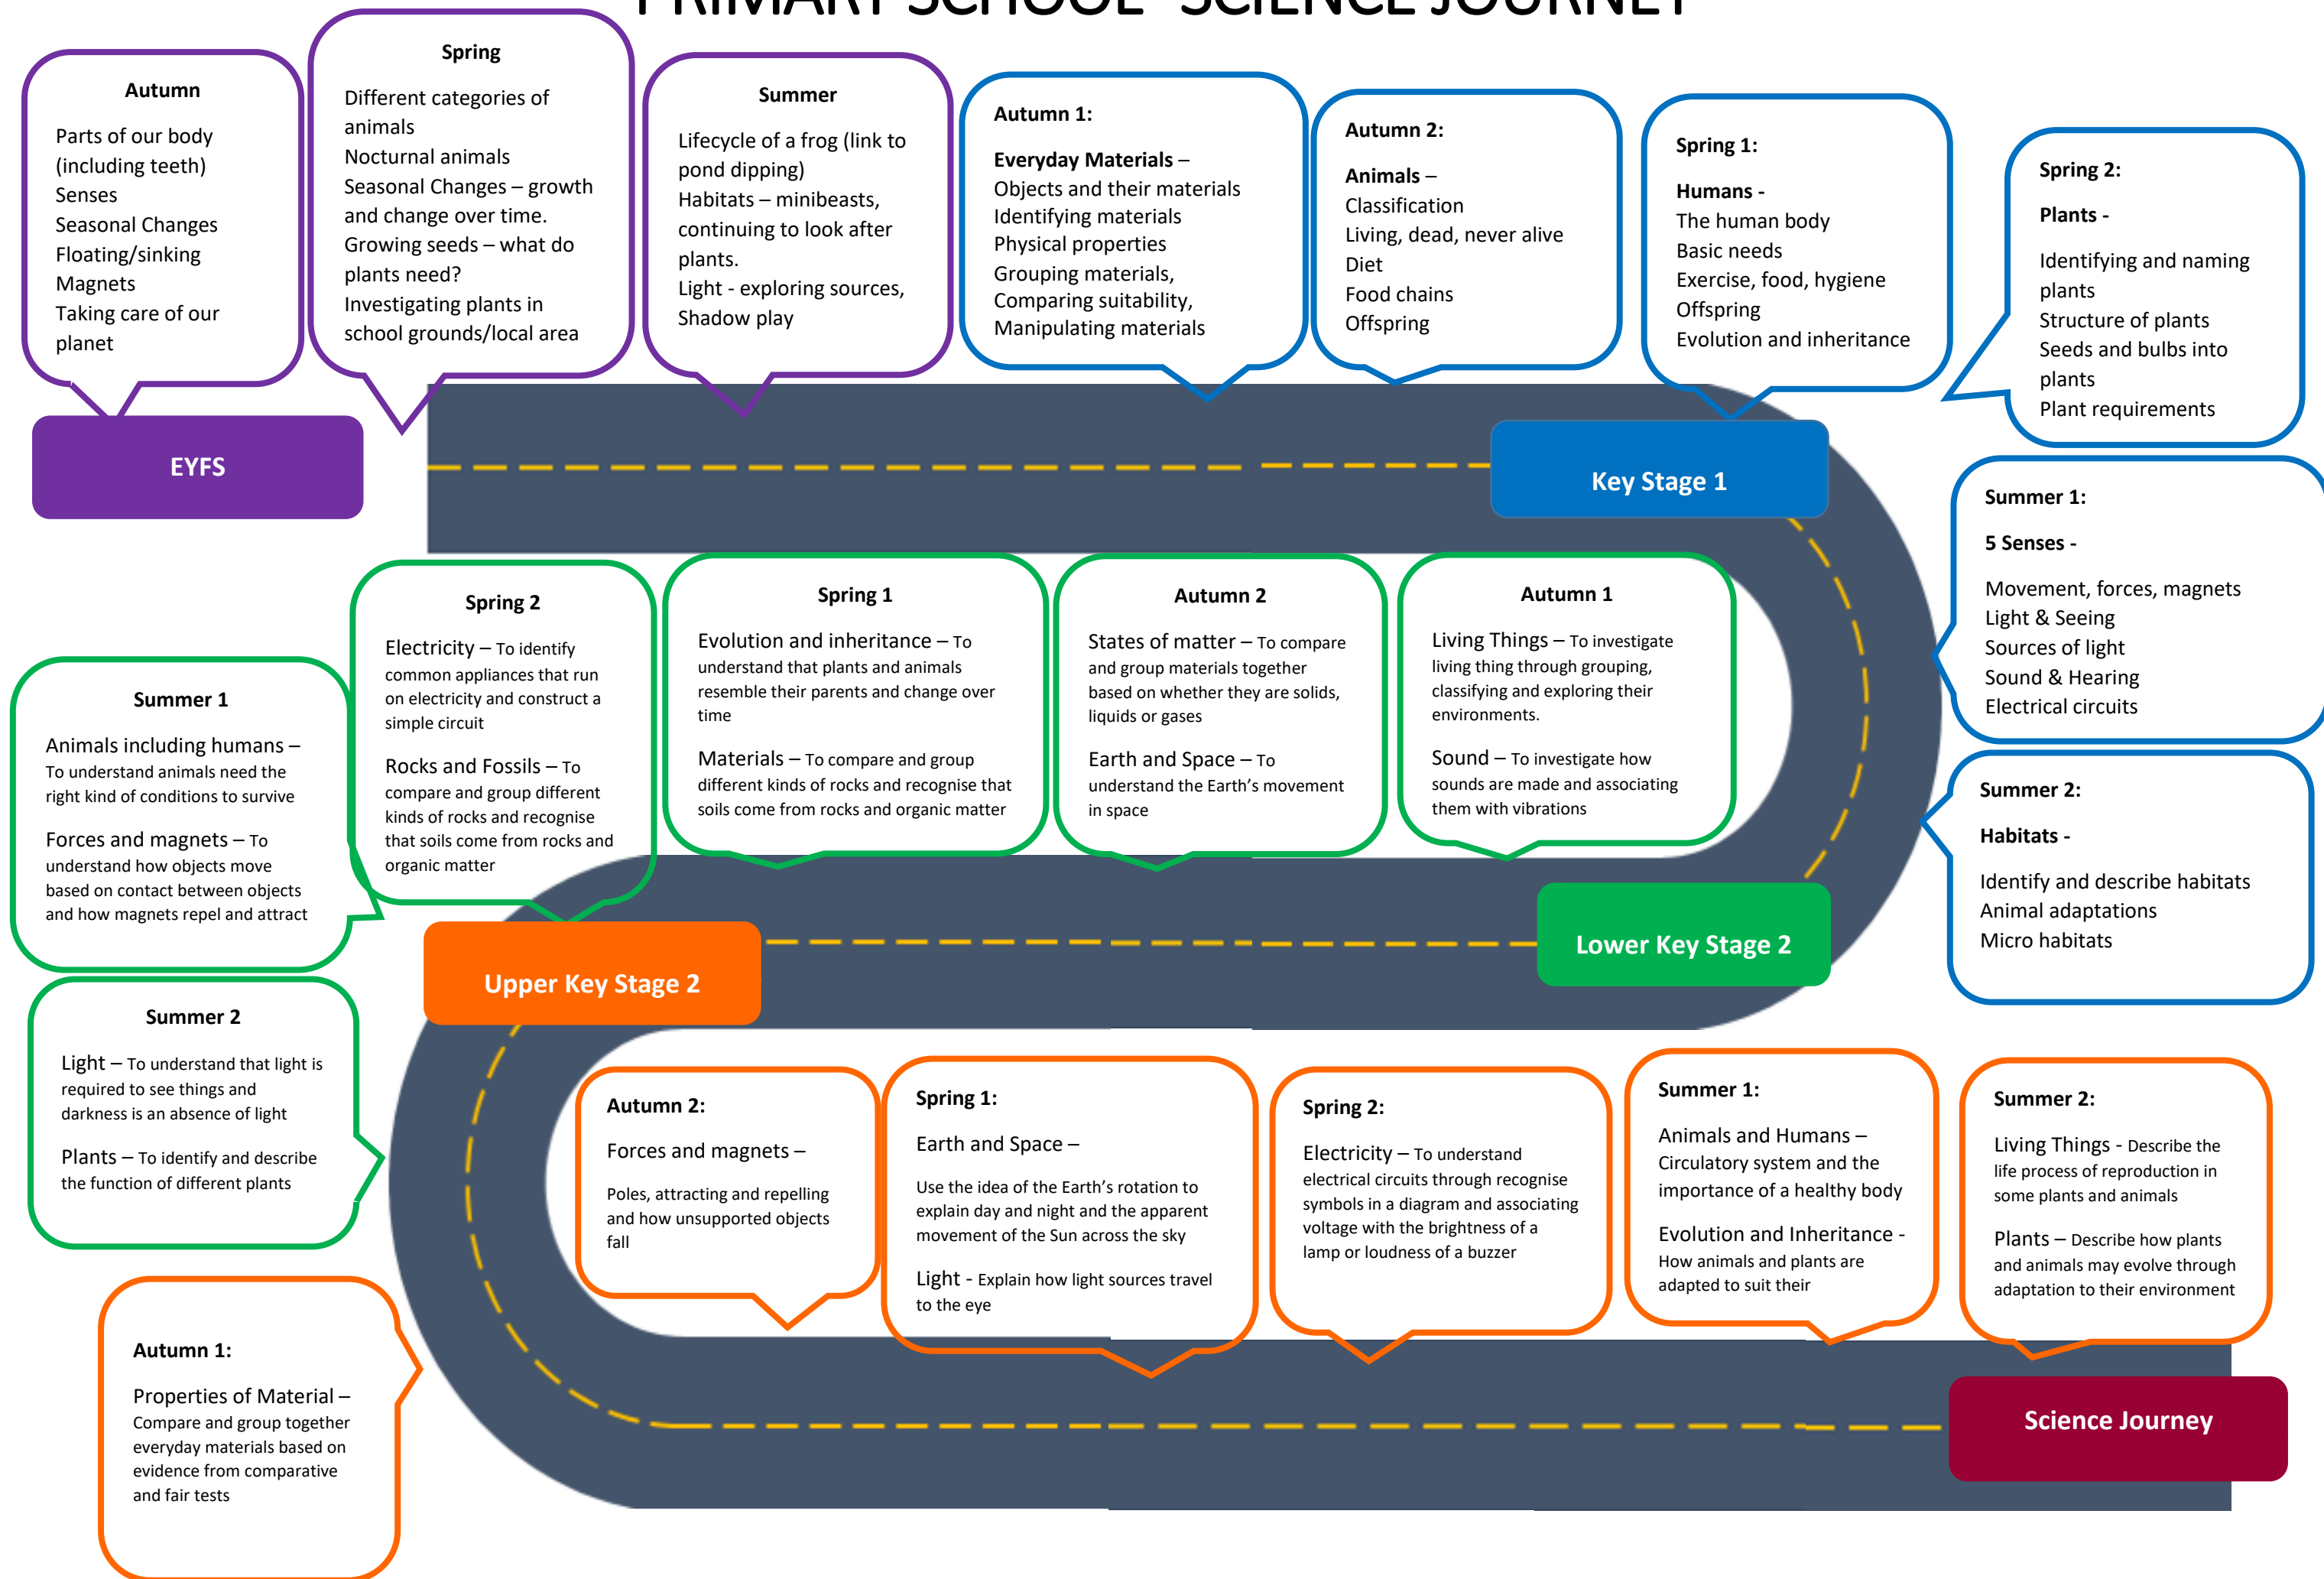 PRIMARY SCHOOL- SCIENCE JOURNEY
Autumn
Parts of our body
(including teeth)
Senses
Seasonal Changes
Floating/sinking
Magnets
Taking care of our
planet
Spring
Different categories of
animals
Nocturnal animals
Seasonal Changes – growth
and change over time.
Growing seeds – what do
plants need?
Investigating plants in
school grounds/local area
Summer
Lifecycle of a frog (link to
pond dipping)
Habitats – minibeasts,
continuing to look after
plants.
Light - exploring sources,
Shadow play
Autumn 1:
Everyday Materials –
Objects and their materials
Identifying materials
Physical properties
Grouping materials,
Comparing suitability,
Manipulating materials
Autumn 2:
Animals –
Classification
Living, dead, never alive
Diet
Food chains
Offspring
Spring 1:
Humans -
The human body
Basic needs
Exercise, food, hygiene
Offspring
Evolution and inheritance
Spring 2:
Plants -
Identifying and naming
plants
Structure of plants
Seeds and bulbs into
plants
Plant requirements
EYFS
Key Stage 1
Summer 1:
5 Senses -
Movement, forces, magnets
Light & Seeing
Sources of light
Sound & Hearing
Electrical circuits
Summer 2:
Habitats -
Identify and describe habitats
Animal adaptations
Micro habitats
Lower Key Stage 2
Autumn 1
Living Things – To investigate
living thing through grouping,
classifying and exploring their
environments.
Sound – To investigate how
sounds are made and associating
them with vibrations
Autumn 2
States of matter – To compare
and group materials together
based on whether they are solids,
liquids or gases
Earth and Space – To
understand the Earth’s movement
in space
Spring 1
Evolution and inheritance – To
understand that plants and animals
resemble their parents and change over
time
Materials – To compare and group
different kinds of rocks and recognise that
soils come from rocks and organic matter
Spring 2
Electricity – To identify
common appliances that run
on electricity and construct a
simple circuit
Rocks and Fossils – To
compare and group different
kinds of rocks and recognise
that soils come from rocks and
organic matter
Summer 1
Animals including humans –
To understand animals need the
right kind of conditions to survive
Forces and magnets – To
understand how objects move
based on contact between objects
and how magnets repel and attract
Summer 2
Light – To understand that light is
required to see things and
darkness is an absence of light
Plants – To identify and describe
the function of different plants
Upper Key Stage 2
Autumn 1:
Properties of Material –
Compare and group together
everyday materials based on
evidence from comparative
and fair tests
Autumn 2:
Forces and magnets –
Poles, attracting and repelling
and how unsupported objects
fall
Spring 1:
Earth and Space –
Use the idea of the Earth’s rotation to
explain day and night and the apparent
movement of the Sun across the sky
Light - Explain how light sources travel
to the eye
Spring 2:
Electricity – To understand
electrical circuits through recognise
symbols in a diagram and associating
voltage with the brightness of a
lamp or loudness of a buzzer
Summer 1:
Animals and Humans –
Circulatory system and the
importance of a healthy body
Evolution and Inheritance -
How animals and plants are
adapted to suit their
Summer 2:
Living Things - Describe the
life process of reproduction in
some plants and animals
Plants – Describe how plants
and animals may evolve through
adaptation to their environment
Science Journey